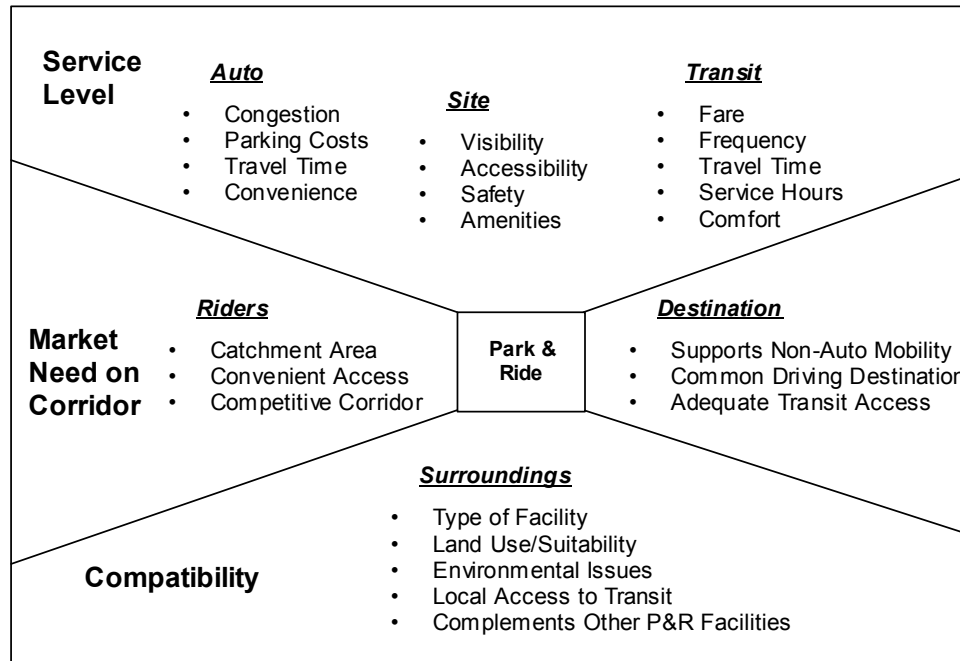 Service
Level
Auto
• Congestion
• Parking Costs
• Travel Time
• Convenience
Site
• Visibility
• Accessibility
• Safety
• Amenities
Transit
• Fare
• Frequency
• Travel Time
• Service Hours
• Comfort
Market
Need on
Corridor
Riders
• Catchment Area
• Convenient Access
• Competitive Corridor
Park &
Ride
Destination
• Supports Non-Auto Mobility
• Common Driving Destination
• Adequate Transit Access
Compatibility
Surroundings
• Type of Facility
• Land Use/Suitability
• Environmental Issues
• Local Access to Transit
• Complements Other P&R Facilities